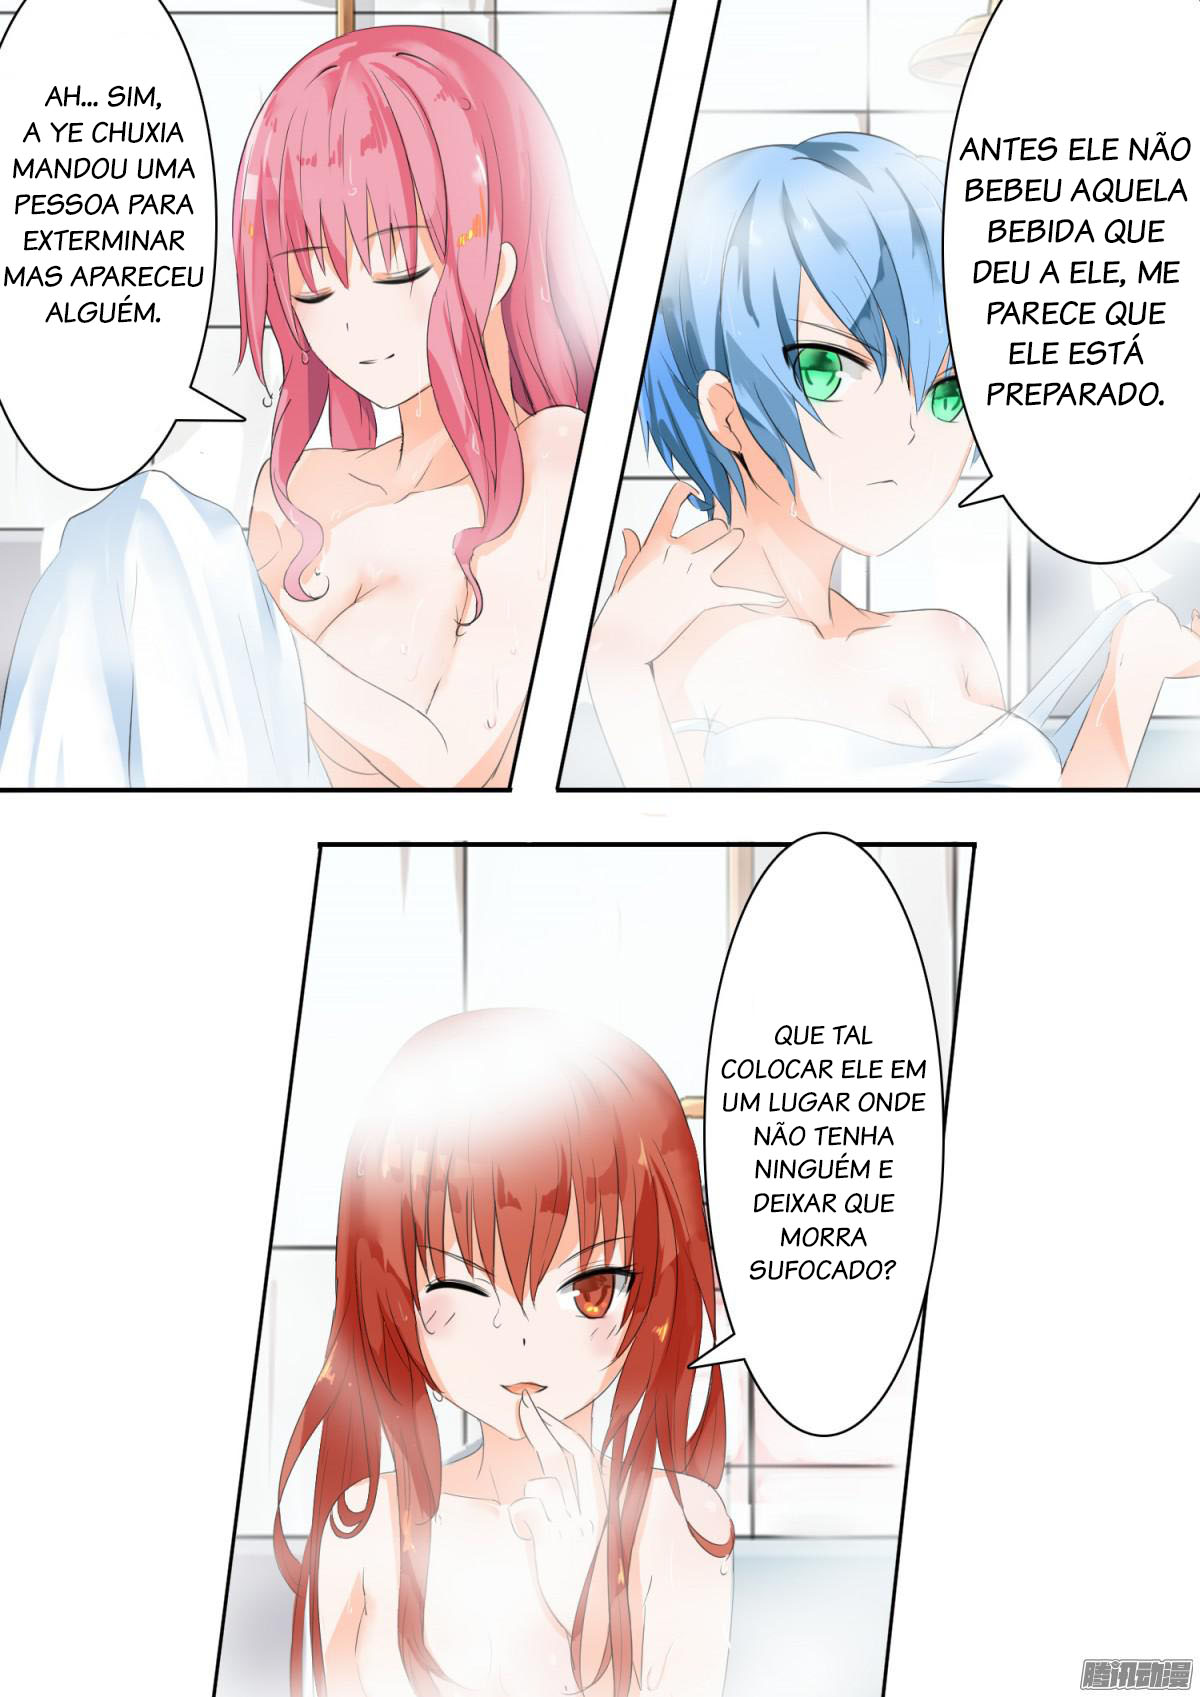 AH... SIM,
A YE CHUXIA
MANDOU UMA
PESSOA PARA
EXTERMINAR
MAS APARECEU
ALGUÉM.
ANTES ELE NÃO
BEBEU AQUELA
BEBIDA QUE
DEU A ELE, ME
PARECE QUE
ELE ESTÁ
PREPARADO.
QUE TAL
COLOCAR ELE EM
UM LUGAR ONDE
NÃO TENHA
NINGUÉM E
DEIXAR QUE
MORRA
SUFOCADO?
腾讯动漫